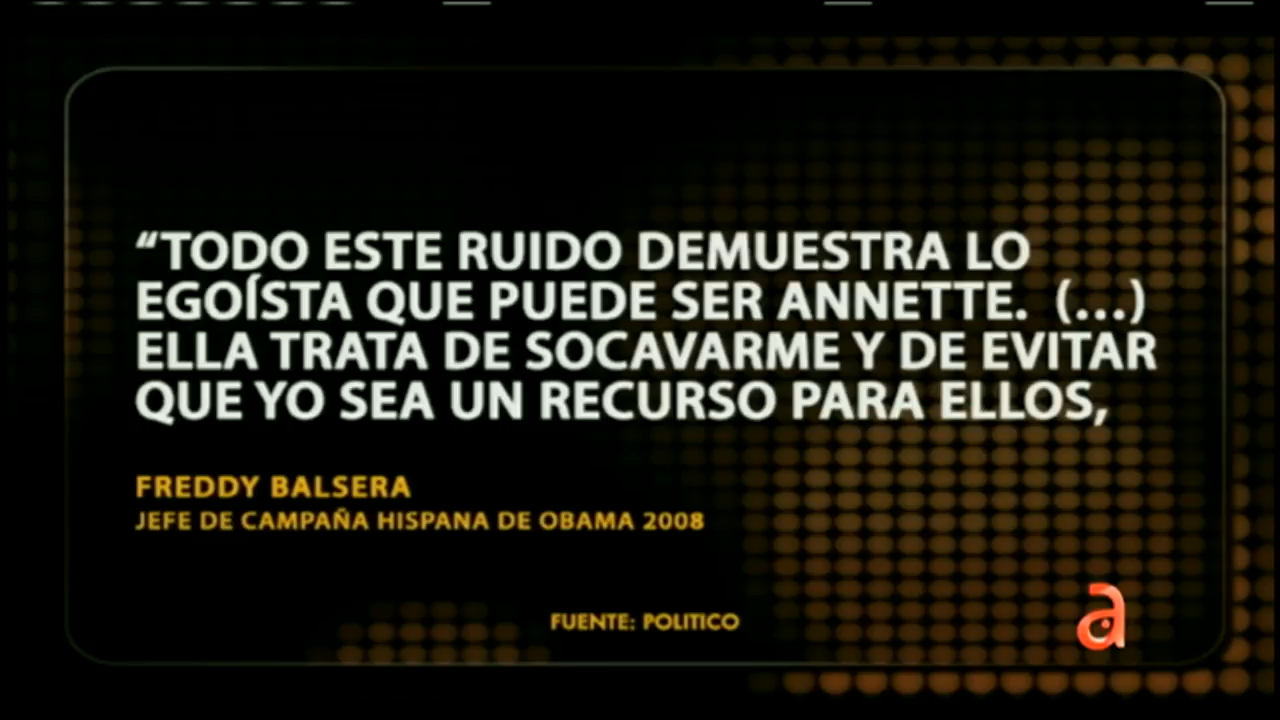 “TODO ESTE RUIDO DEMUESTRA LO
EGOÍSTA QUE PUEDE SER ANNETTE. (...)
ELLA TRATA DE SOCAVARME Y DE EVITAR
QUE YO SEA UN RECURSO PARA ELLOS,
FREDDY BALSERA
JEFE DE CAMPAÑA HISPANA DE OBAMA 2008
FUENTE: POLITICO
a